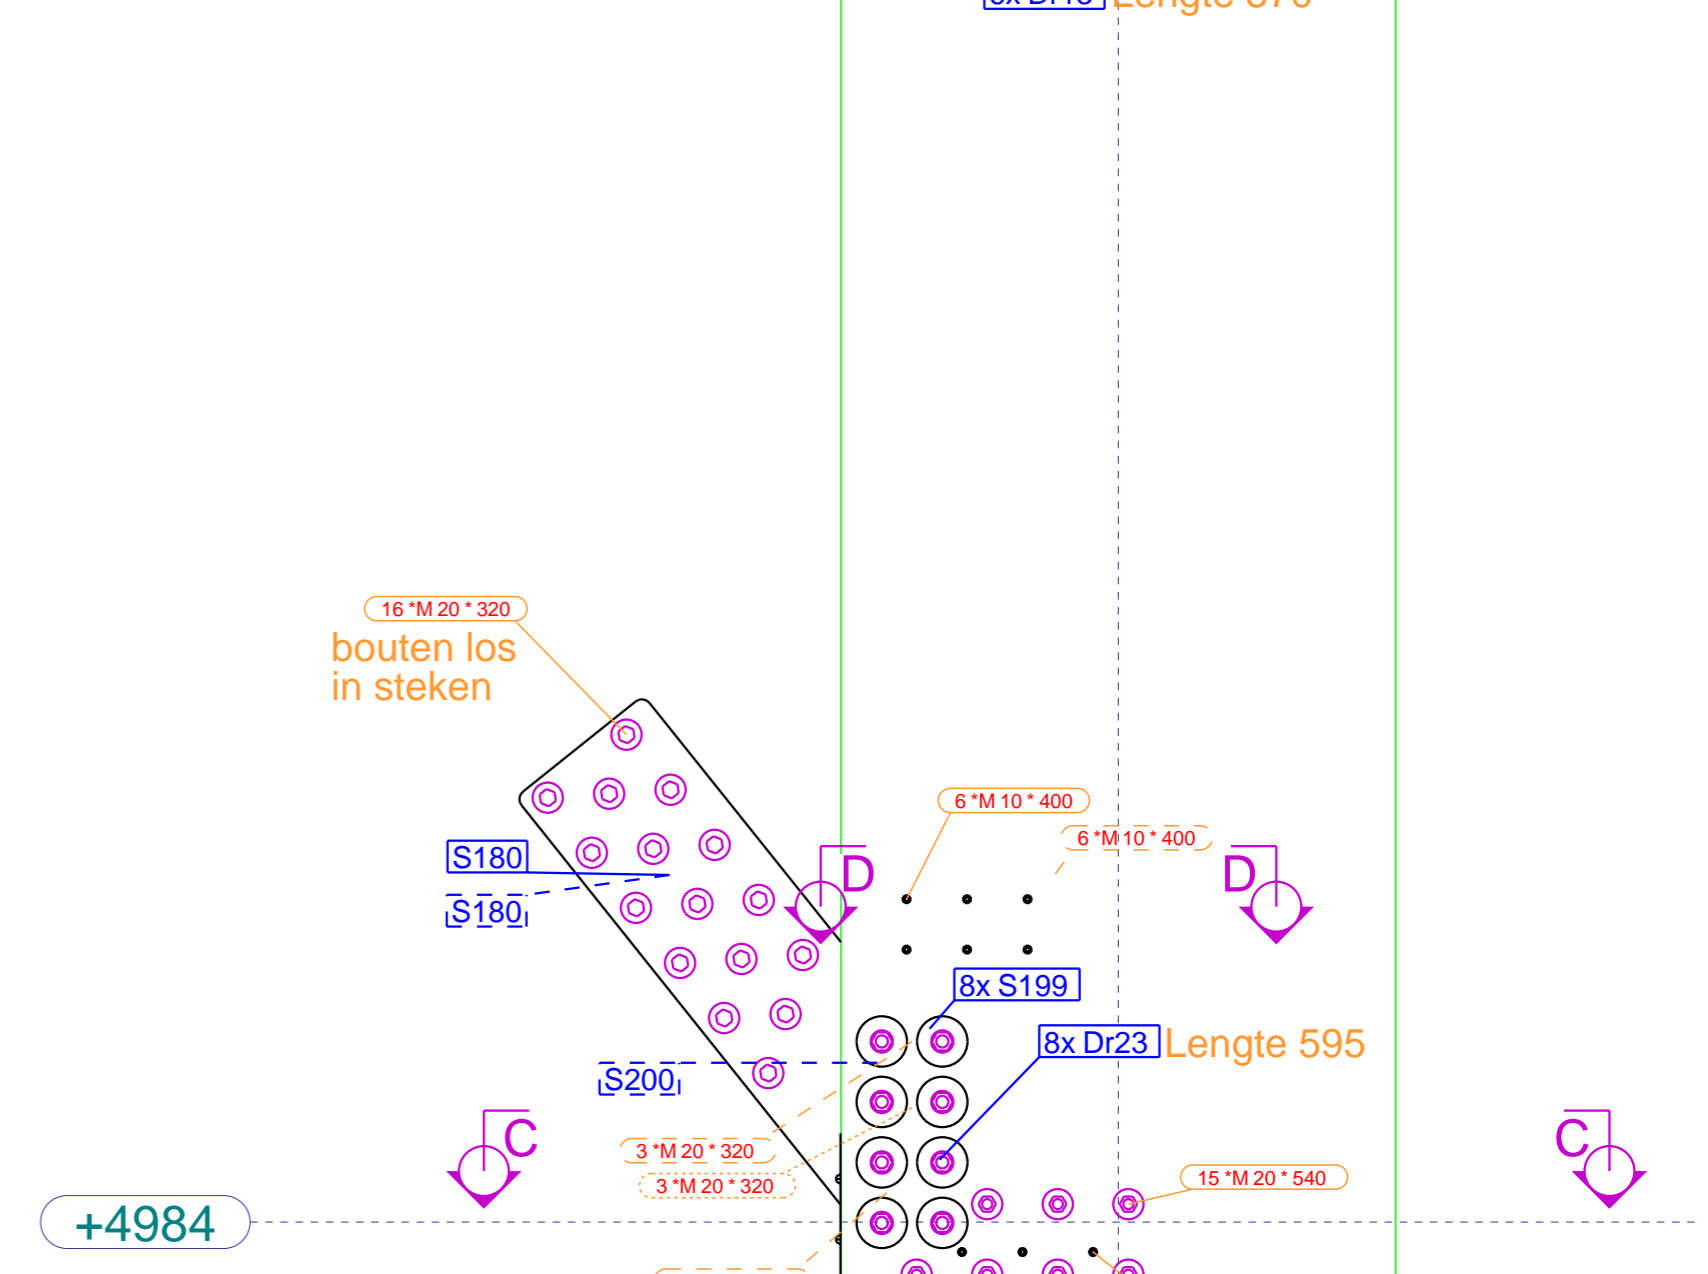 16 *M 20 * 320
bouten los
in steken
6 *M 10 * 400
6 *M 10 * 400
S180
S180
D
D
8x S199
8x Dr23 Lengte 595
S200
C
C
3 *M 20 * 320
3 *M 20 * 320
15 *M 20 * 540
+4984